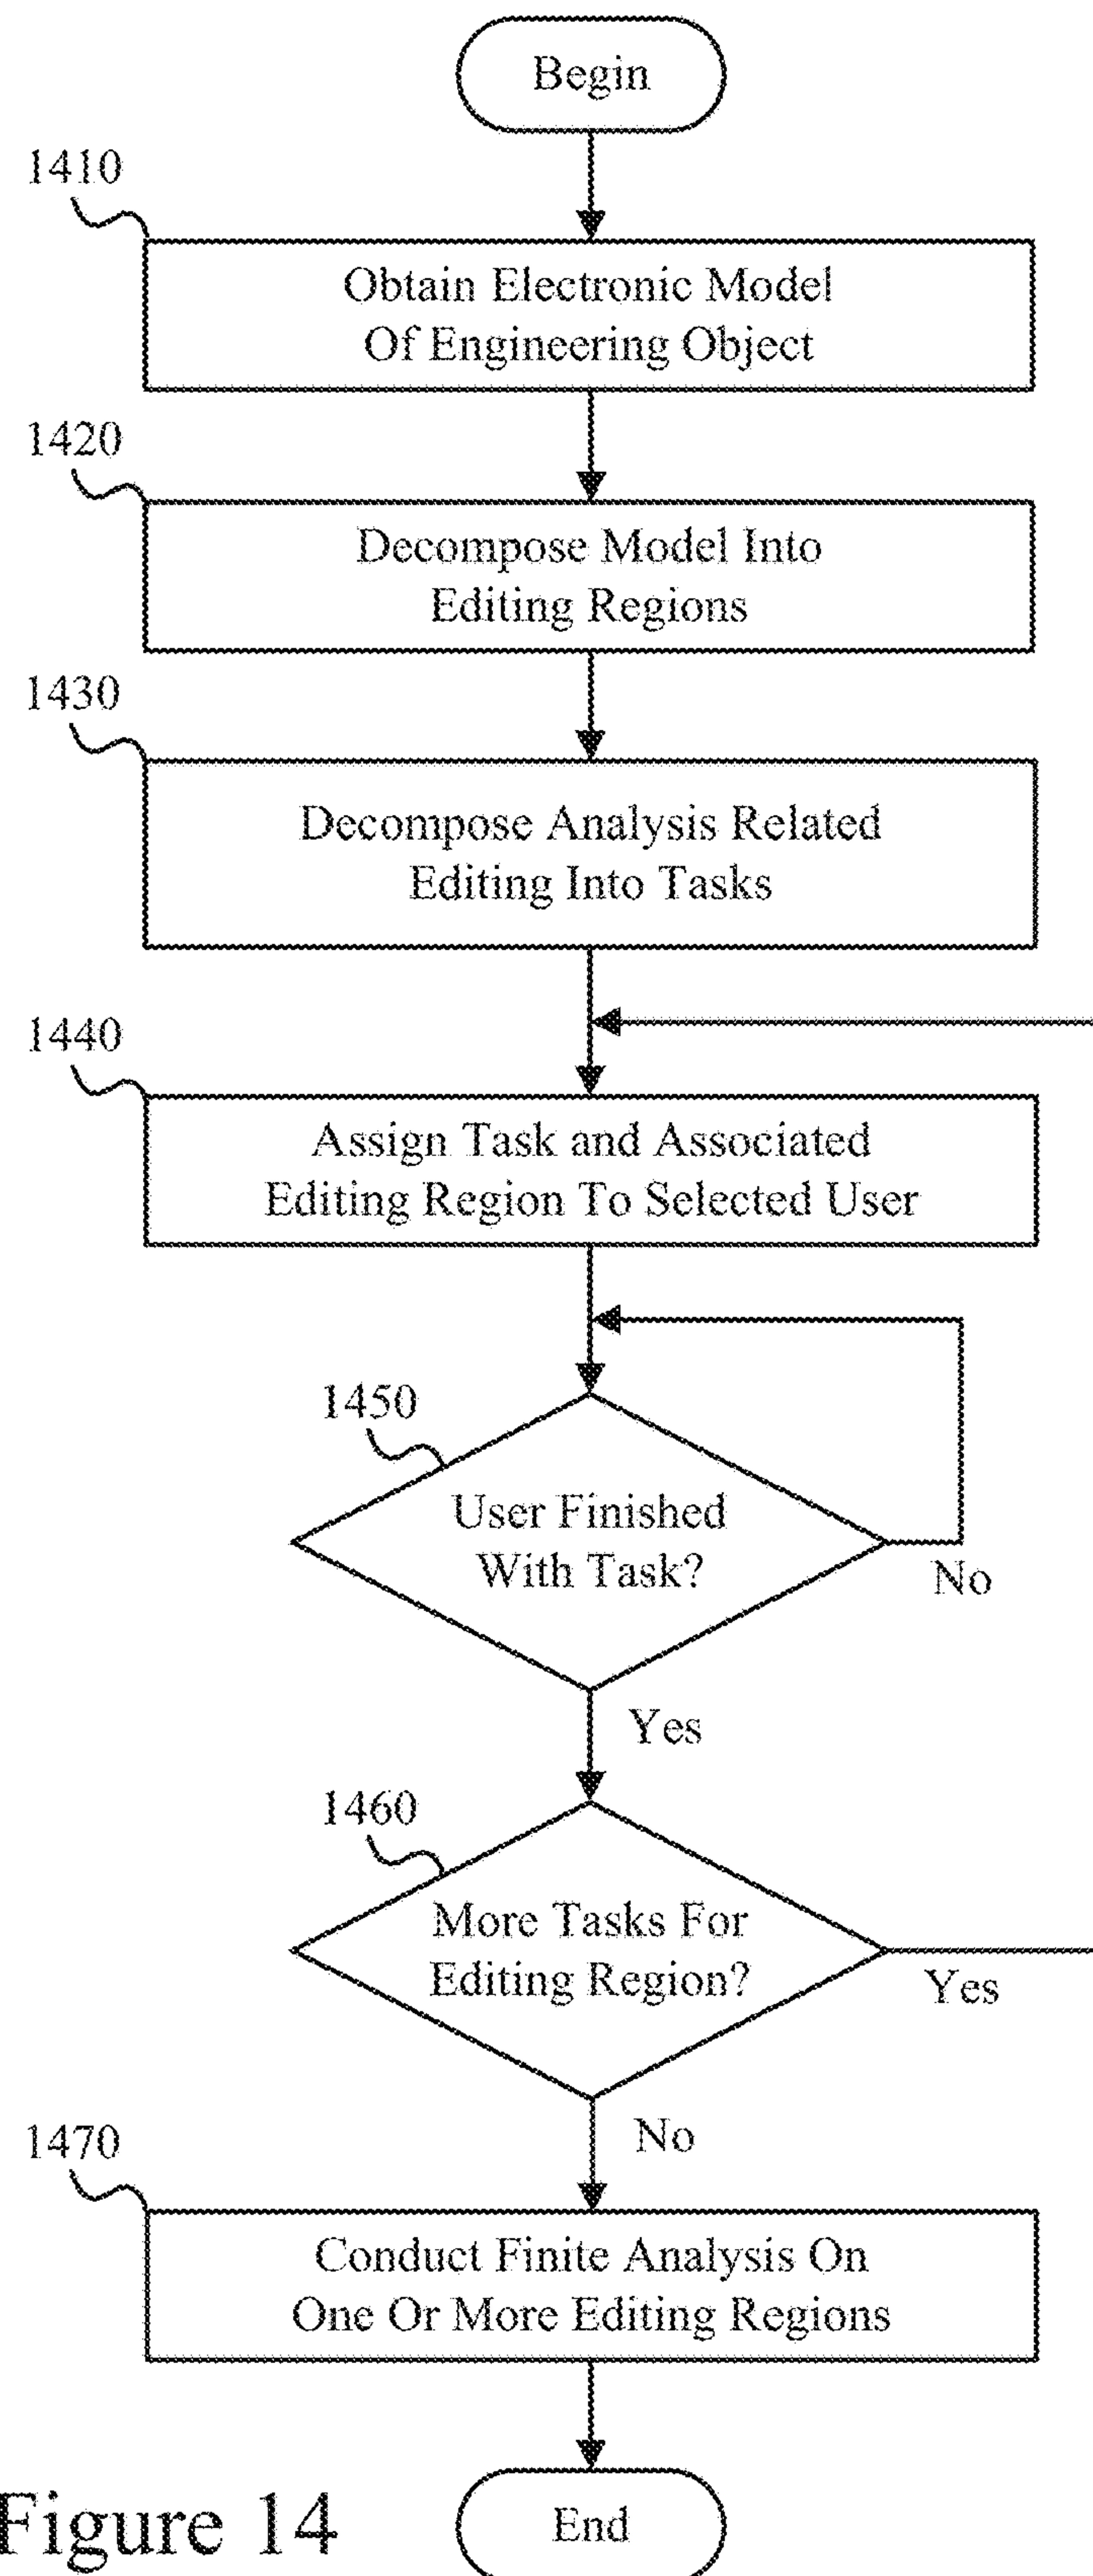 Begin
1410
Obtain Electronic Model
Of Engineering Object
1420
Decompose Model Into
Editing Regions
1430
Decompose Analysis Related
Editing Into Tasks
1440
Assign Task and Associated
Editing Region To Selected User
1450
User Finished
With Task?
No
Yes
1460
More Tasks For
Editing Region?
Yes
No
1470
Conduct Finite Analysis On
One Or More Editing Regions
End
Figure 14